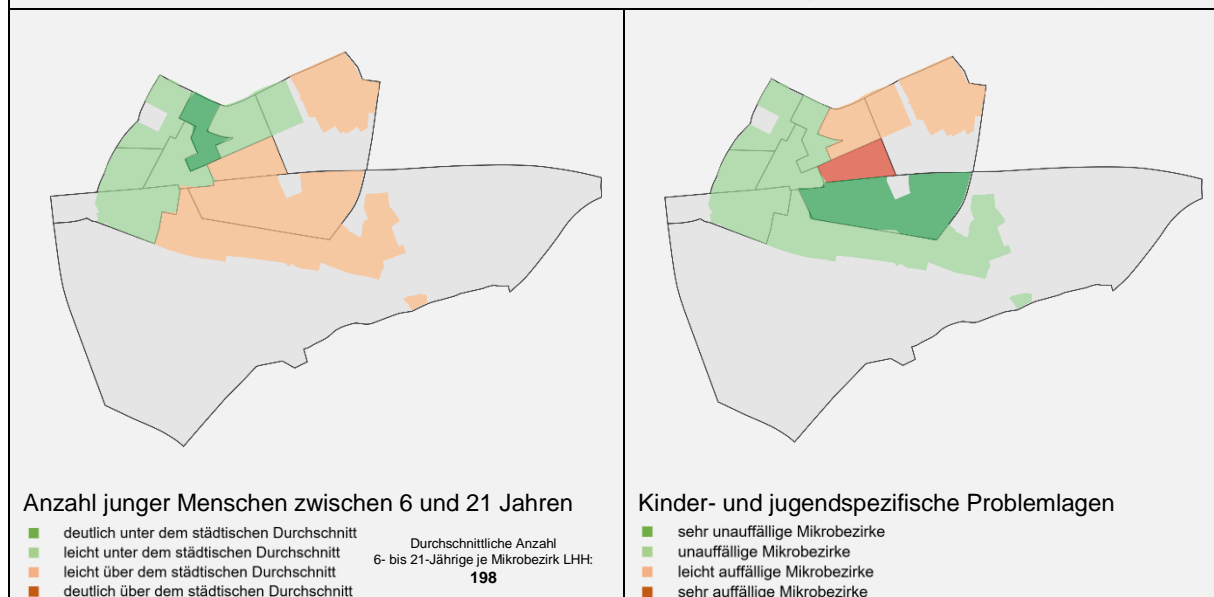 Anzahl junger Menschen zwischen 6 und 21 Jahren
deutlich unter dem städtischen Durchschnitt
leicht unter dem städtischen Durchschnitt
leicht über dem städtischen Durchschnitt
deutlich über dem städtischen Durchschnitt
Durchschnittliche Anzahl
6- bis 21-Jährige je Mikrobezirk LHH:
198
Kinder- und jugendspezifische Problemlagen
sehr unauffällige Mikrobezirke
unauffällige Mikrobezirke
leicht auffällige Mikrobezirke
sehr auffällige Mikrobezirke